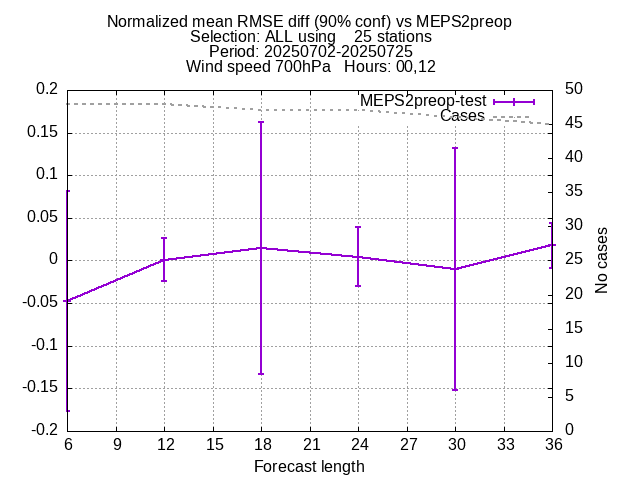 Normalized mean RMSE diff (90% conf) vs MEPS2preop
Selection: ALL using    25 stations
Period: 20250702-20250725
Wind speed 700hPa   Hours: 00,12
0.2
0.15
0.1
0.05
0
-0.05
-0.1
-0.15
-0.2
MEPS2preop-test
Cases
50
45
40
35
30
25
20
15
10
5
0
No cases
6 9 12 15 18 21 24 27 30 33 36
Forecast length